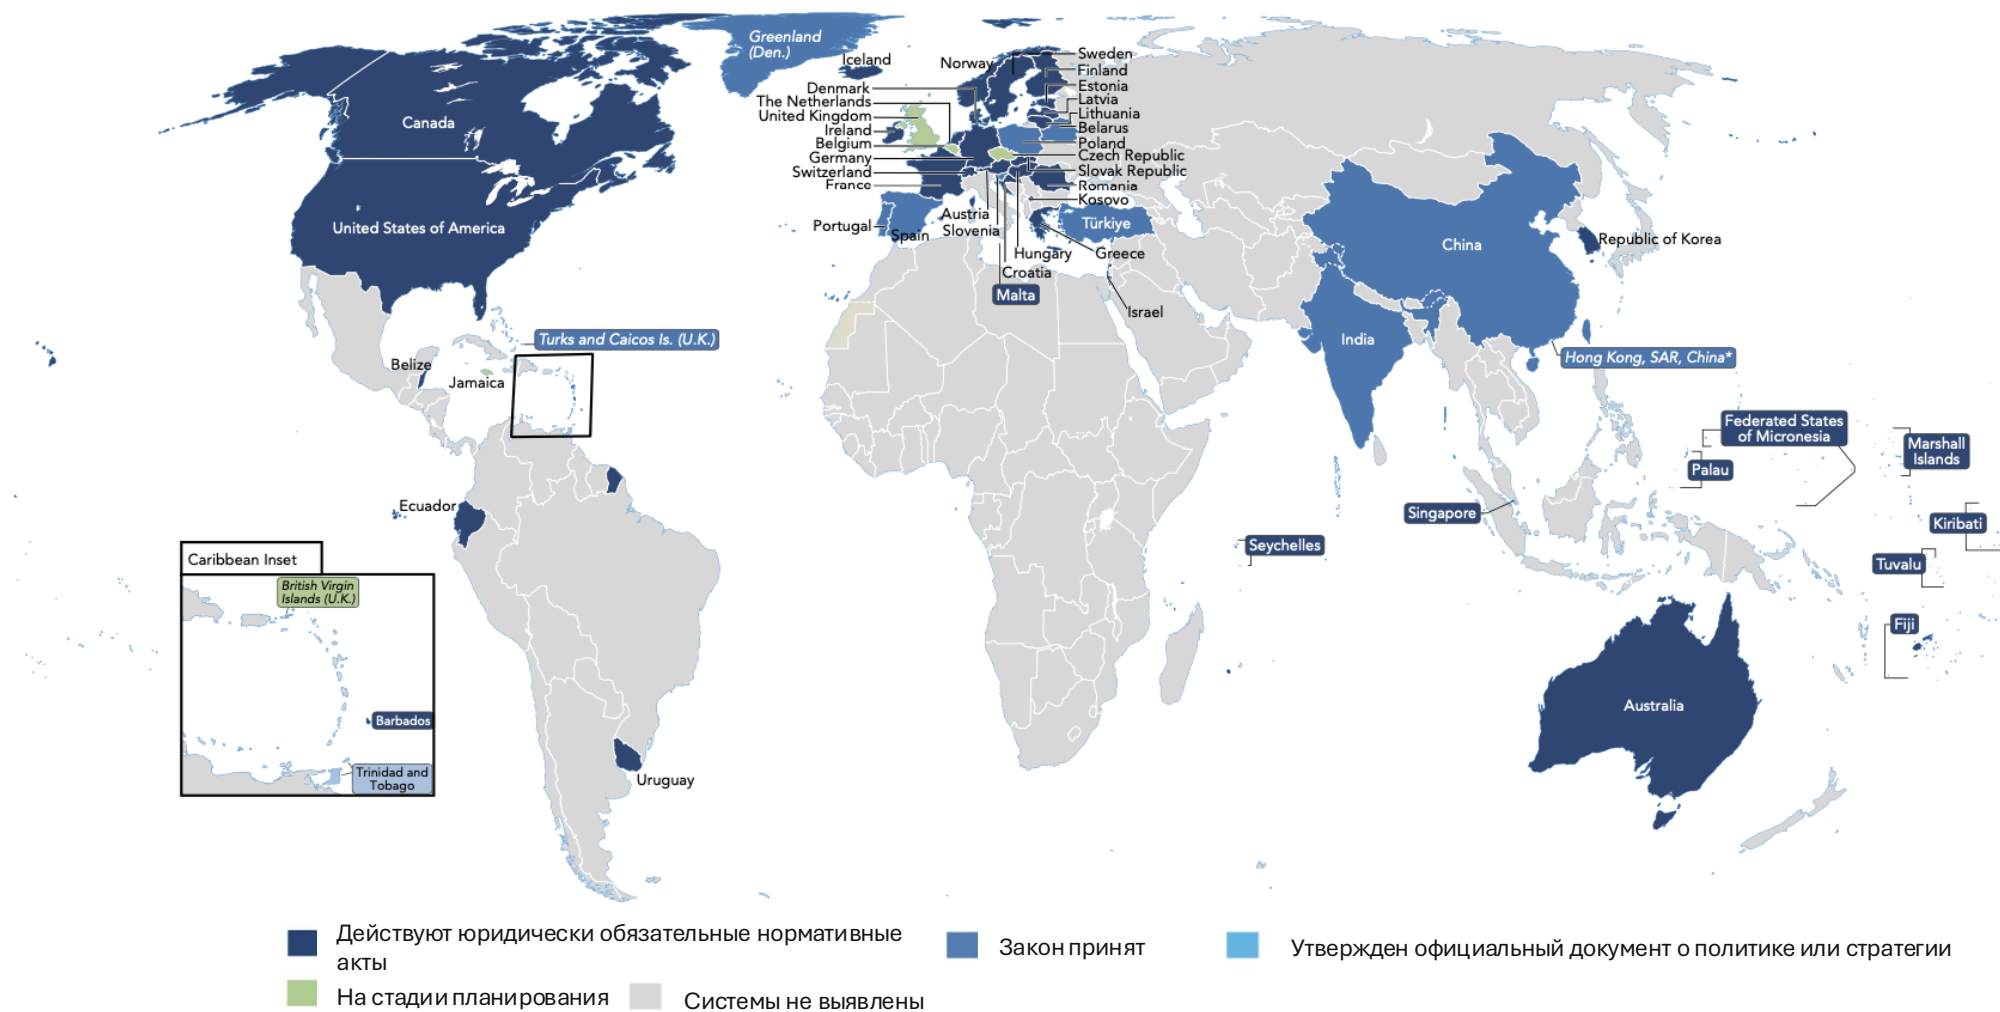 Greenland
(Den.)
Iceland
Norway
Sweden
Finland
Estonia
Latvia
Lithuania
Belarus
Poland
Czech Republic
Slovak Republic
Romania
Kosovo
Denmark
The Netherlands
United Kingdom
Ireland
Belgium
Germany
Switzerland
France
Portugal
Spain
Austria
Slovenia
Hungary
Croatia
Malta
Greece
Türkiye
Israel
Canada
United States of America
China
Republic of Korea
India
Hong Kong, SAR, China*
Turks and Caicos Is. (U.K.)
Belize
Jamaica
Federated States
of Micronesia
Marshall
Islands
Palau
Singapore
Kiribati
Seychelles
Tuvalu
Fiji
Ecuador
Caribbean Inset
British Virgin
Islands (U.K.)
Barbados
Trinidad and
Tobago
Uruguay
Australia
Действуют юридически обязательные нормативные
акты
Закон принят
Утвержден официальный документ о политике или стратегии
На стадии планирования
Системы не выявлены